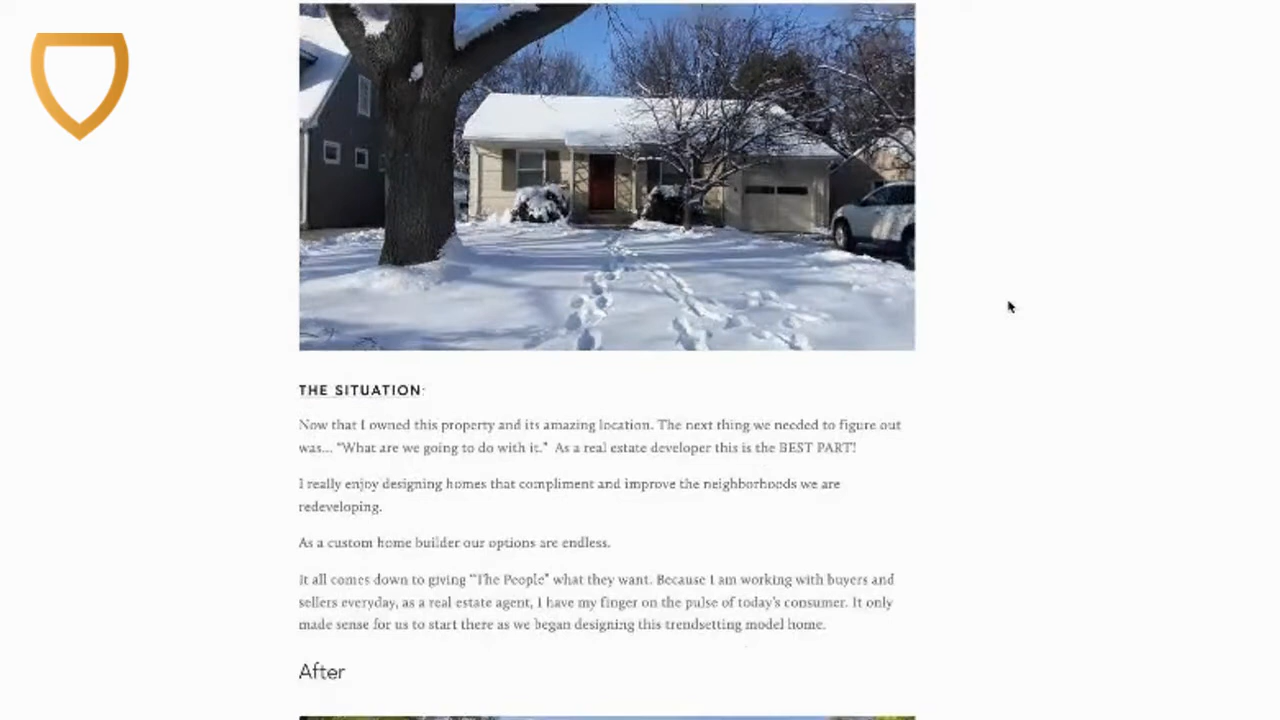 THE SITUATION:
Now that I owned this property and its amazing location. The next thing we needed to figure out
was... "What are we going to do with it."  As a real estate developer this is the BEST PART!
I really enjoy designing homes that compliment and improve the neighborhoods we are
redeveloping.
As a custom home builder our options are endless.
It all comes down to giving "The People" what they want. Because I am working with buyers and
sellers everyday, as a real estate agent, I have my finger on the pulse of today's consumer. It only
made sense for us to start there as we began designing this trendsetting model home.
After